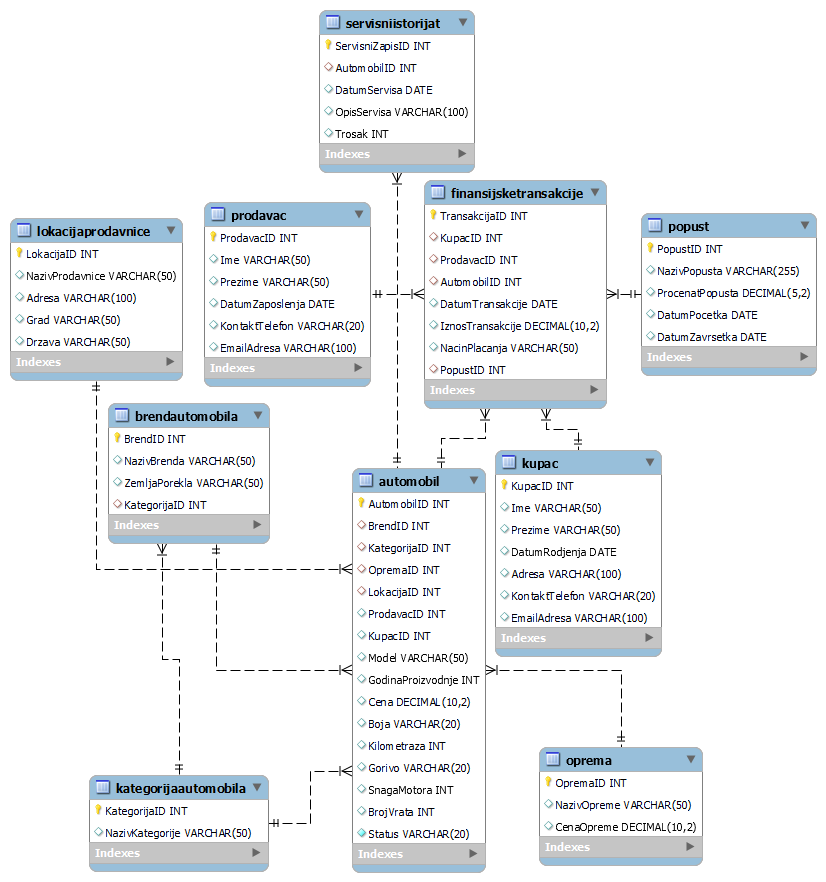 servisniistorijat
ServisniZapisID INT
AutomobilID INT
DatumServisa DATE
OpisServisa VARCHAR(100)
Trosak INT
Indexes
finansijsketransakcije
TransakcijaID INT
KupacID INT
ProdavacID INT
AutomobilID INT
DatumTransakcije DATE
IznosTransakcije DECIMAL(10,2)
NacinPlacanja VARCHAR(50)
PopustID INT
Indexes
prodavac
ProdavacID INT
Ime VARCHAR(50)
Prezime VARCHAR(50)
DatumZaposlenja DATE
KontaktTelefon VARCHAR(20)
EmailAdresa VARCHAR(100)
Indexes
lokacijaprodavnice
LokacijaID INT
NazivProdavnice VARCHAR(50)
Adresa VARCHAR(100)
Grad VARCHAR(50)
Drzava VARCHAR(50)
Indexes
popust
PopustID INT
NazivPopusta VARCHAR(255)
ProcenatPopusta DECIMAL(5,2)
DatumPocetka DATE
DatumZavrsetka DATE
Indexes
brendautomobila
BrendID INT
NazivBrenda VARCHAR(50)
ZemljaPorekla VARCHAR(50)
KategorijaID INT
Indexes
automobil
AutomobilID INT
BrendID INT
KategorijaID INT
OpremaID INT
LokacijaID INT
ProdavacID INT
KupacID INT
Model VARCHAR(50)
GodinaProizvodnje INT
Cena DECIMAL(10,2)
Boja VARCHAR(20)
Kilometraza INT
Gorivo VARCHAR(20)
SnagaMotora INT
BrojVrata INT
Status VARCHAR(20)
Indexes
kupac
KupacID INT
Ime VARCHAR(50)
Prezime VARCHAR(50)
DatumRodjenja DATE
Adresa VARCHAR(100)
KontaktTelefon VARCHAR(20)
EmailAdresa VARCHAR(100)
Indexes
kategorijaautomobila
KategorijaID INT
NazivKategorije VARCHAR(50)
Indexes
oprema
OpremaID INT
NazivOpreme VARCHAR(50)
CenaOpreme DECIMAL(10,2)
Indexes